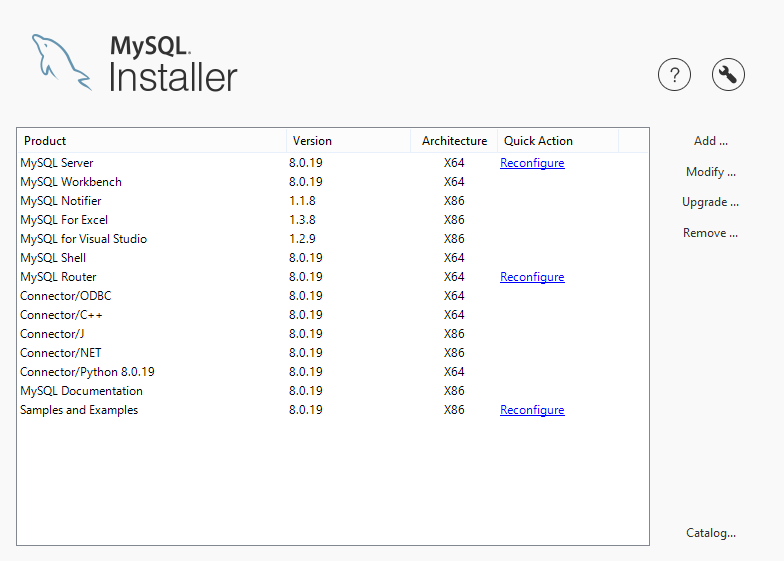 MySQL.
Installer
?
Product Version Architecture Quick Action
MySQL Server 8.0.19 X64 Reconfigure
MySQL Workbench 8.0.19 X64
MySQL Notifier 1.1.8 X86
MySQL For Excel 1.3.8 X86
MySQL for Visual Studio 1.2.9 X86
MySQL Shell 8.0.19 X64
MySQL Router 8.0.19 X64 Reconfigure
Connector/ODBC 8.0.19 X64
Connector/C++ 8.0.19 X64
Connector/J 8.0.19 X86
Connector/NET 8.0.19 X86
Connector/Python 8.0.19 8.0.19 X64
MySQL Documentation 8.0.19 X86
Samples and Examples 8.0.19 X86 Reconfigure
Add ...
Modify ...
Upgrade ...
Remove ...
Catalog...